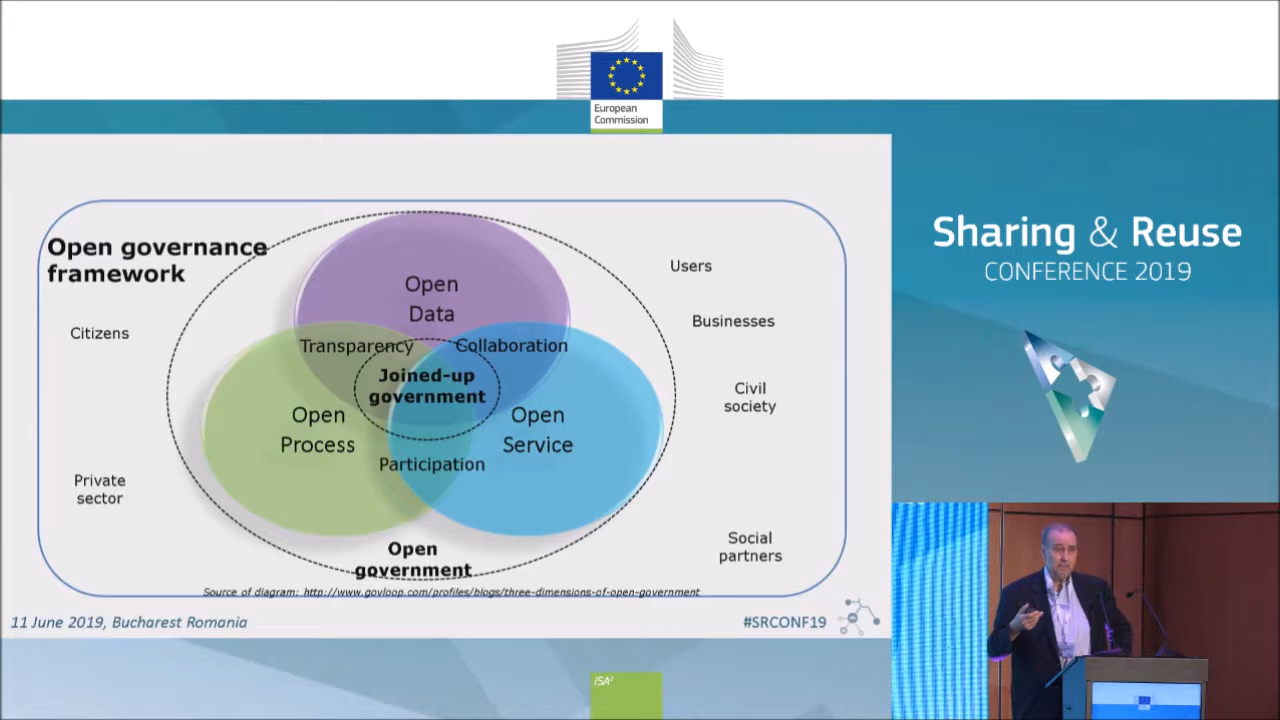 European
Commission
Sharing & Reuse
CONFERENCE 2019
Open governance
framework
Open
Data
Users
Businesses
Citizens
Transparency
Collaboration
Joined-up
government
Civil
society
Open
Process
Open
Service
Participation
Private
sector
Social
partners
Open
government
Source of diagram: http://www.govloop.com/profiles/blogs/three-dimensions-of-open-government
11 June 2019, Bucharest Romania
#SRCONF19
ISA²